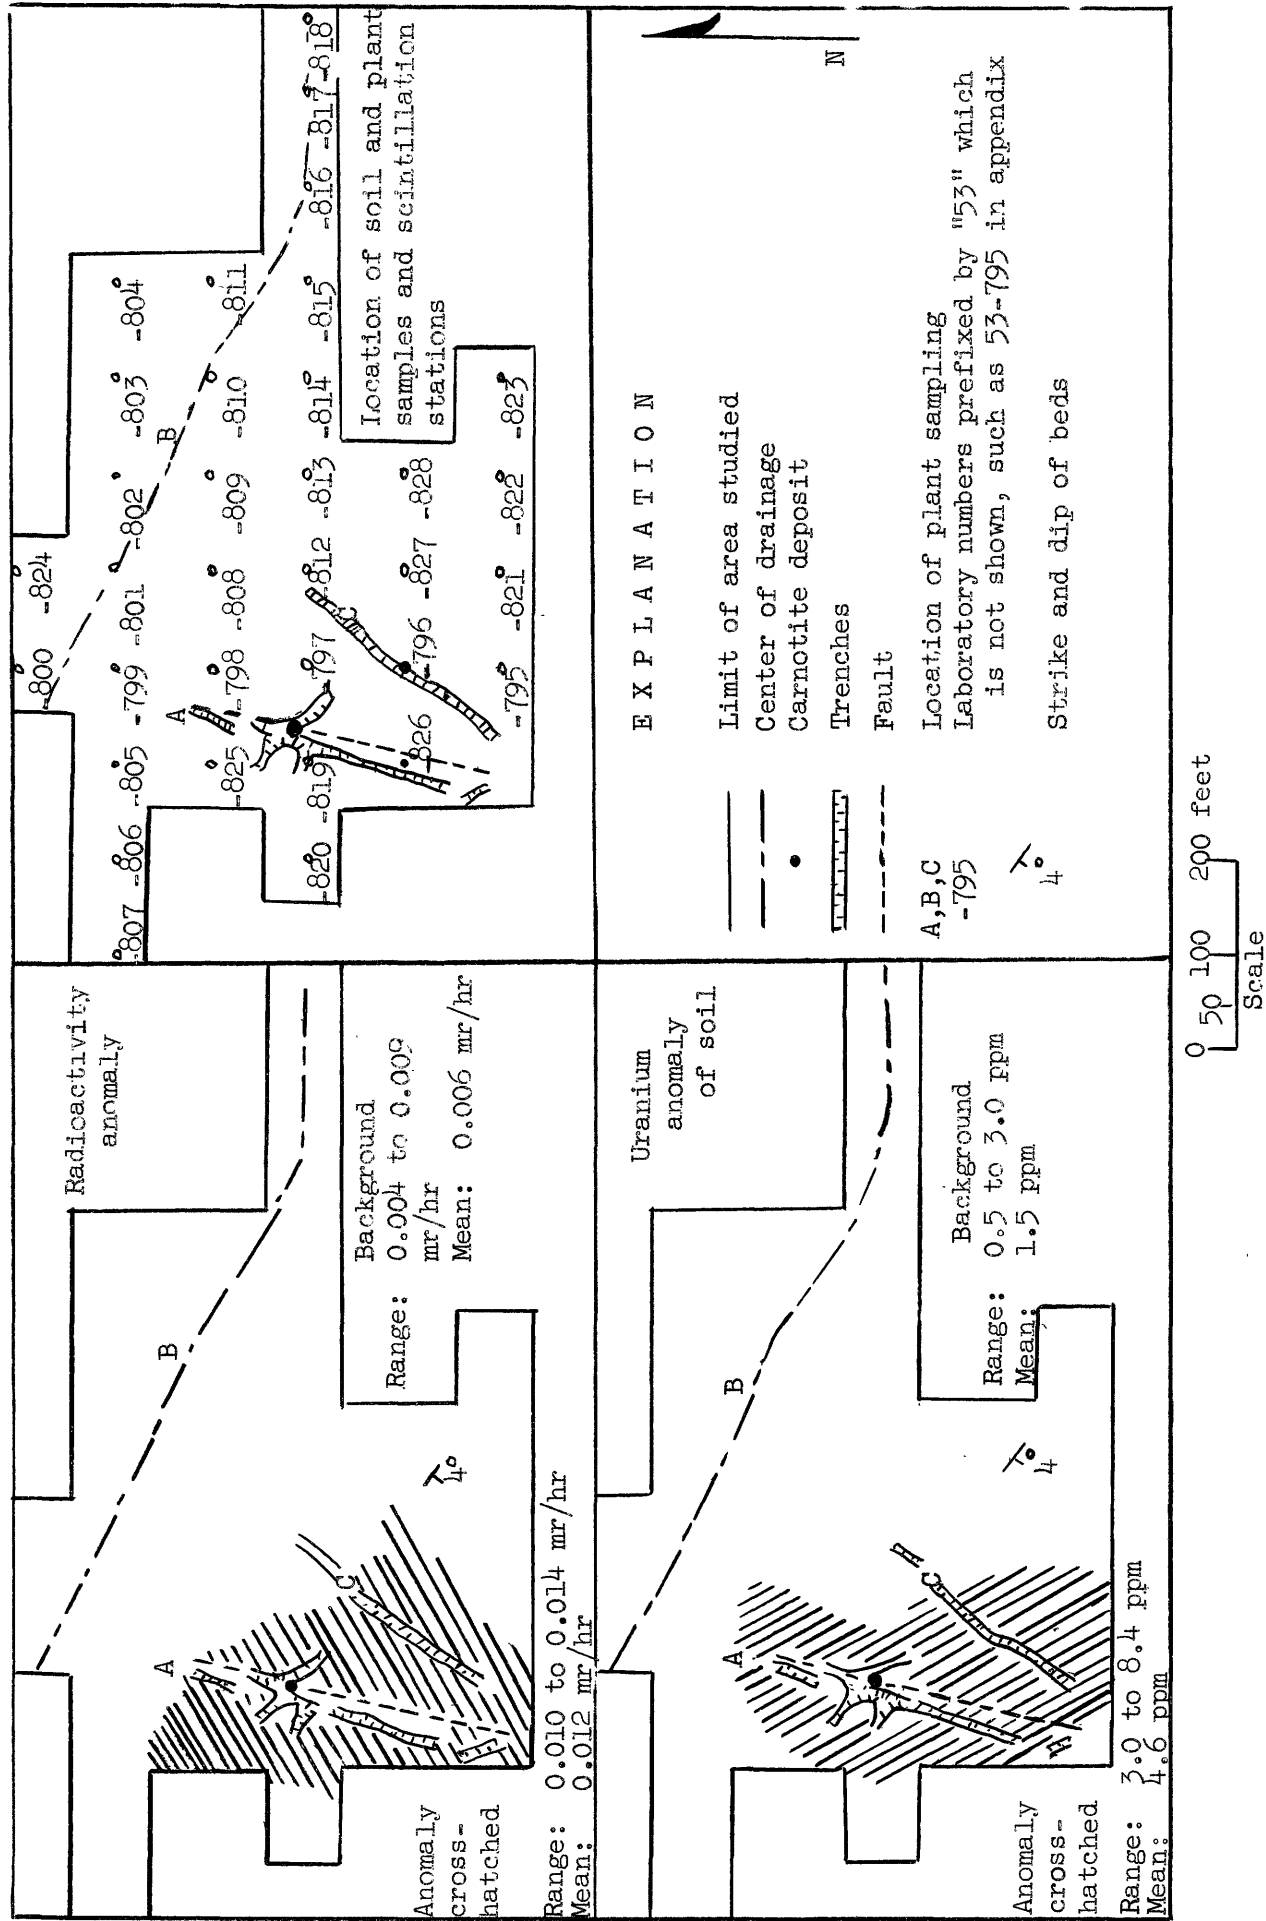 Radioactivity
anomaly
B
A
C
4°
Background
Range: 0.004 to 0.009
mr/hr
Mean: 0.006 mr/hr
Anomaly
cross-
hatched
Range: 0.010 to 0.014 mr/hr
Mean: 0.012 mr/hr
-800
-824
-807
-806
-805
-799
-801
-802
-803
-804
B
A
-825
-798
-808
-809
-810
-811
-820
-819
-797
-812
-813
-814
-815
-816
-817
-818
C
-826
-796
-827
-828
-795
-821
-822
-823
Location of soil and plant
samples and scintillation
stations
Uranium
anomaly
of soil
B
A
C
4
Background
Range: 0.5 to 3.0 ppm
Mean: 1.5 ppm
Anomaly
cross-
hatched
Range: 3.0 to 8.4 ppm
Mean: 4.6 ppm
EXPLANATION
Limit of area studied
Center of drainage
Carnotite deposit
Trenches
Fault
A,B,C Location of plant sampling
-795 Laboratory numbers prefixed by "53" which
is not shown, such as 53-795 in appendix
4° Strike and dip of beds
N
0 50 100 200 feet
Scale